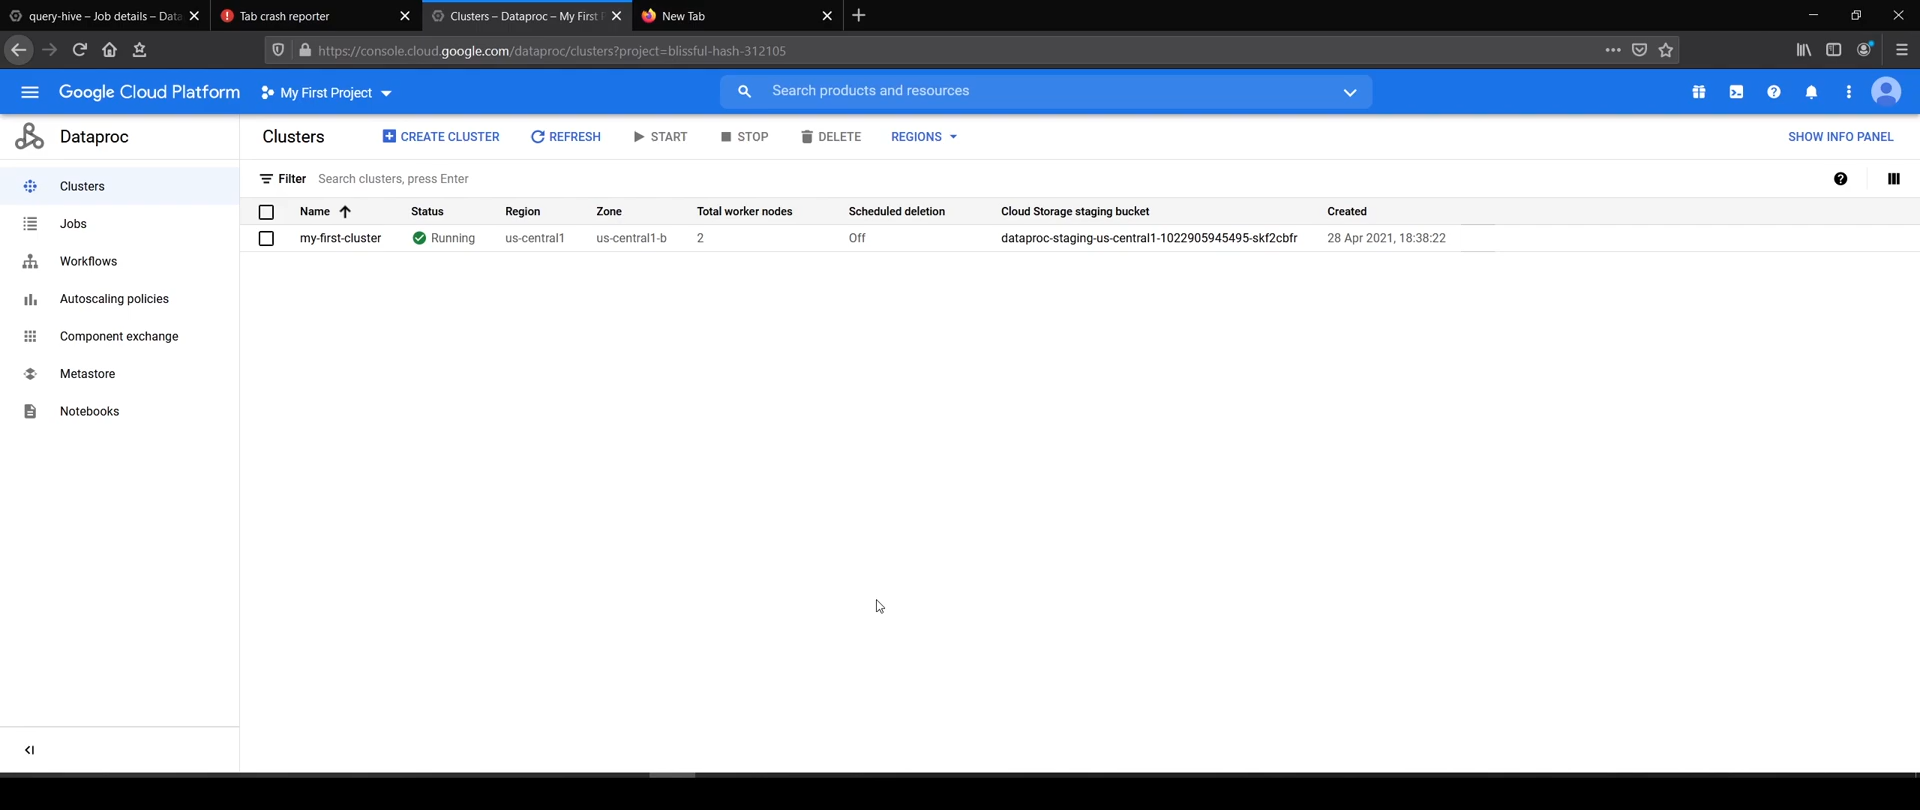 query-hive – Job details – Data
Tab crash reporter
Clusters – Dataproc – My First P
New Tab
https://console.cloud.google.com/dataproc/clusters?project=blissful-hash-312105
Google Cloud Platform
My First Project
Search products and resources
Dataproc
Clusters
CREATE CLUSTER
REFRESH
START
STOP
DELETE
REGIONS
SHOW INFO PANEL
Clusters
Jobs
Workflows
Autoscaling policies
Component exchange
Metastore
Notebooks
Filter Search clusters, press Enter
Name Status Region Zone Total worker nodes Scheduled deletion Cloud Storage staging bucket Created
my-first-cluster Running us-central1 us-central1-b 2 Off dataproc-staging-us-central1-1022905945495-skf2cbfr 28 Apr 2021, 18:38:22